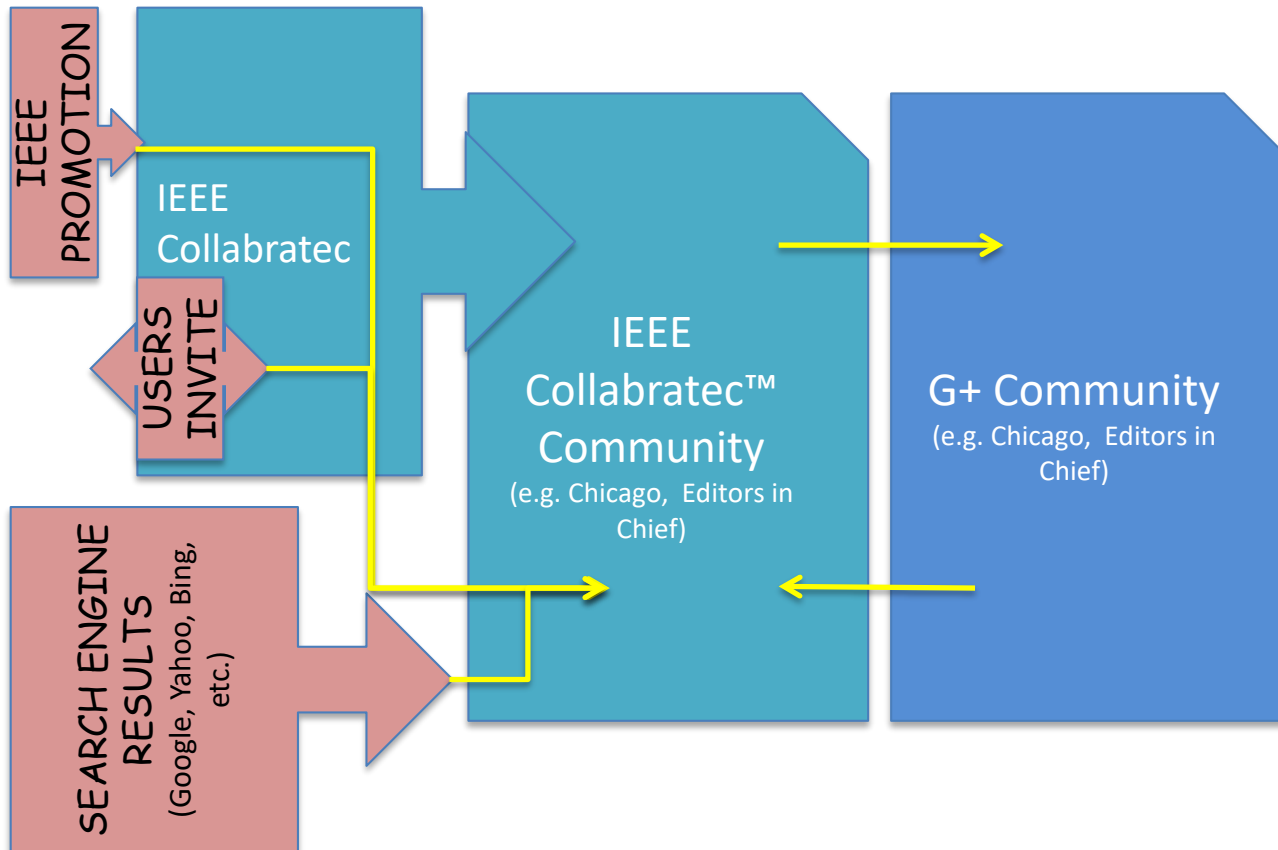 IEEE
PROMOTION
IEEE
Collabratec
USERS
INVITE
SEARCH ENGINE
RESULTS
(Google, Yahoo, Bing,
etc.)
IEEE
Collabratec™
Community
(e.g. Chicago, Editors in
Chief)
G+ Community
(e.g. Chicago, Editors in
Chief)